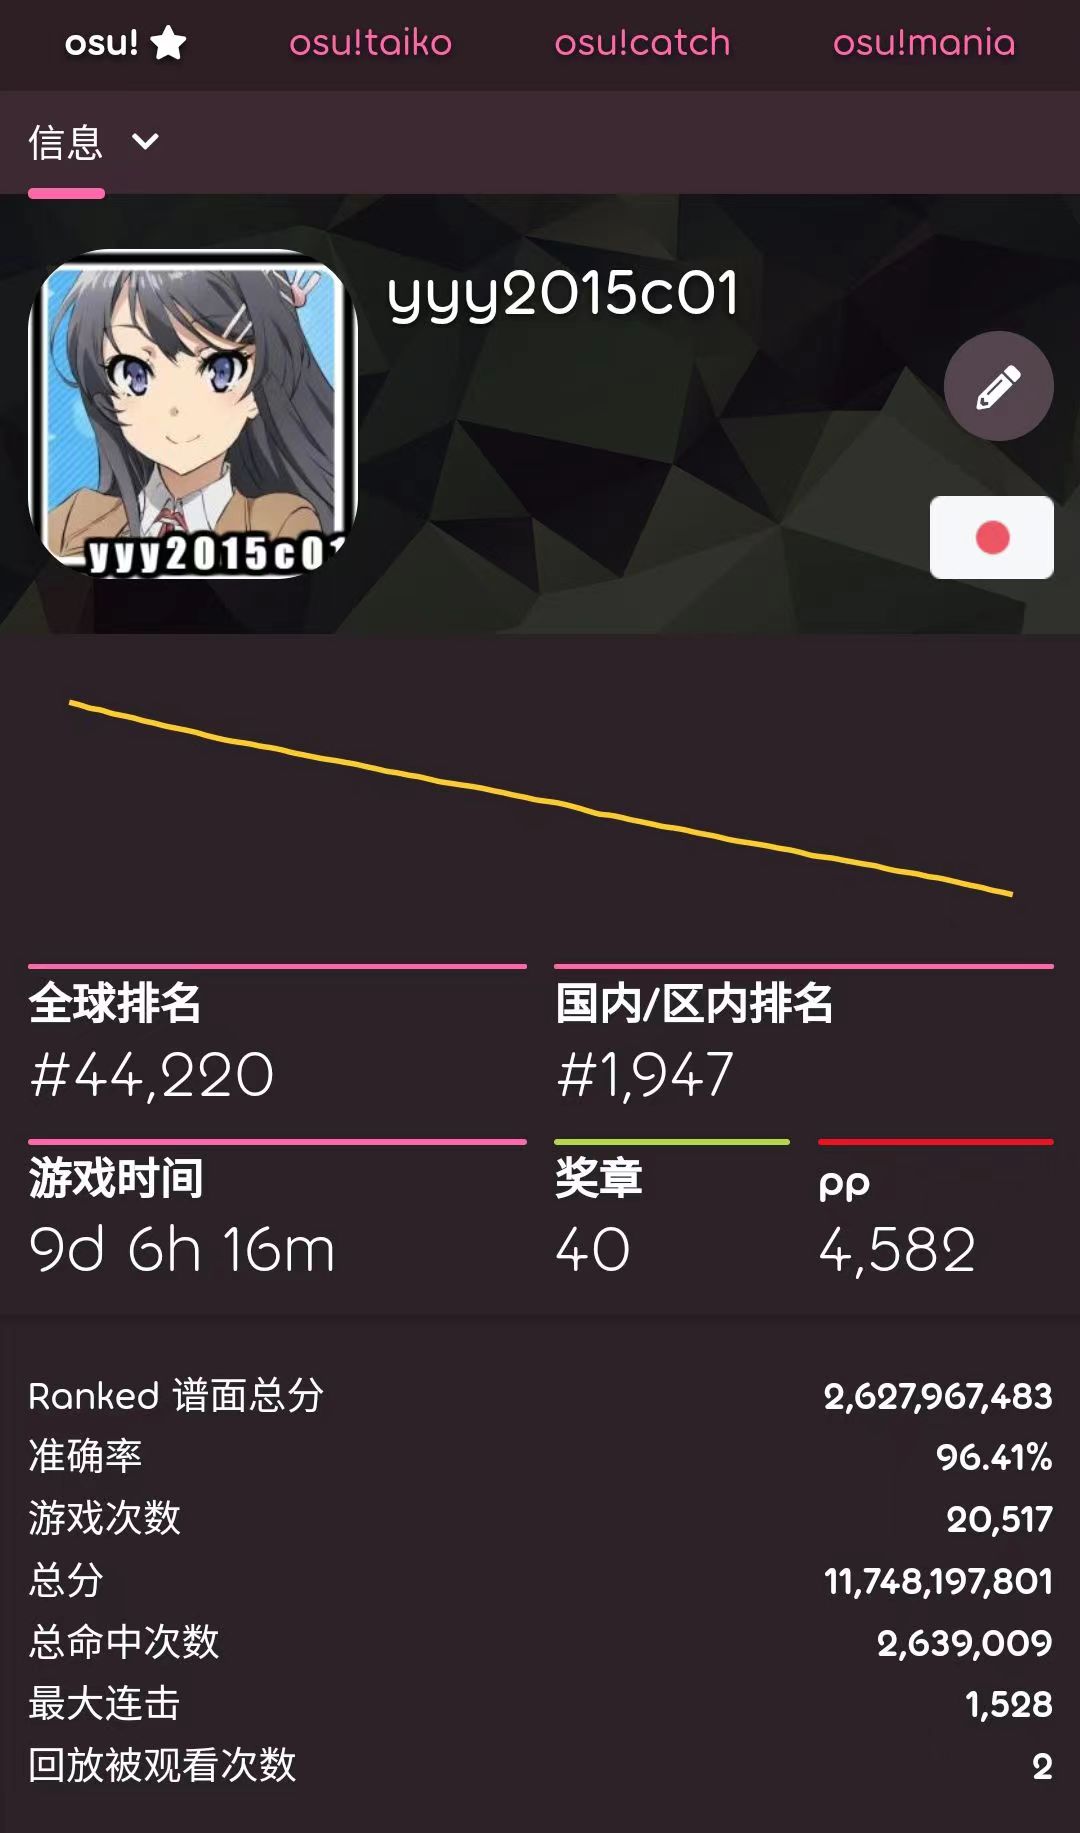 osu! osu!taiko osu!catch osu!mania
信息
yyy2015c01
yyy2015c01
全球排名 国内/区内排名
#44,220 #1,947
游戏时间 奖章 pp
9d 6h 16m 40 4,582
Ranked 谱面总分 2,627,967,483
准确率 96.41%
游戏次数 20,517
总分 11,748,197,801
总命中次数 2,639,009
最大连击 1,528
回放被观看次数 2